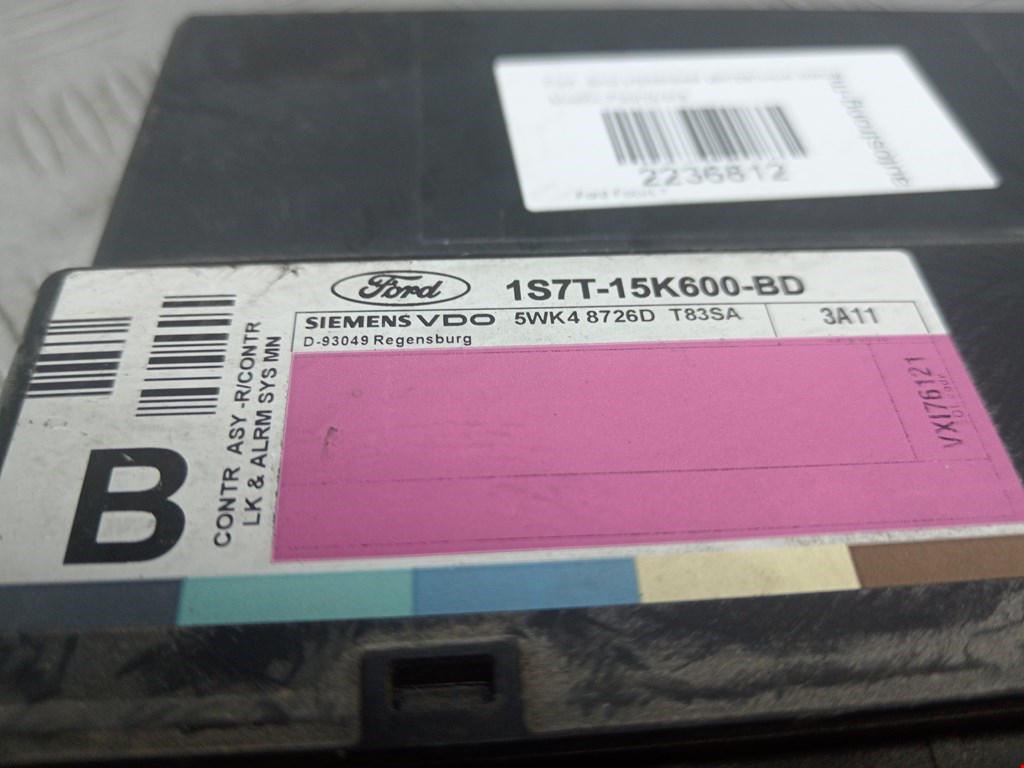 2236812
Ford
1S7T-15K600-BD
SIEMENS VDO 5WK4 8726D T83SA
3A11
D-93049 Regensburg
CONTR ASY -R/CONTR
LK & ALRM SYS MN
B
VXI76121